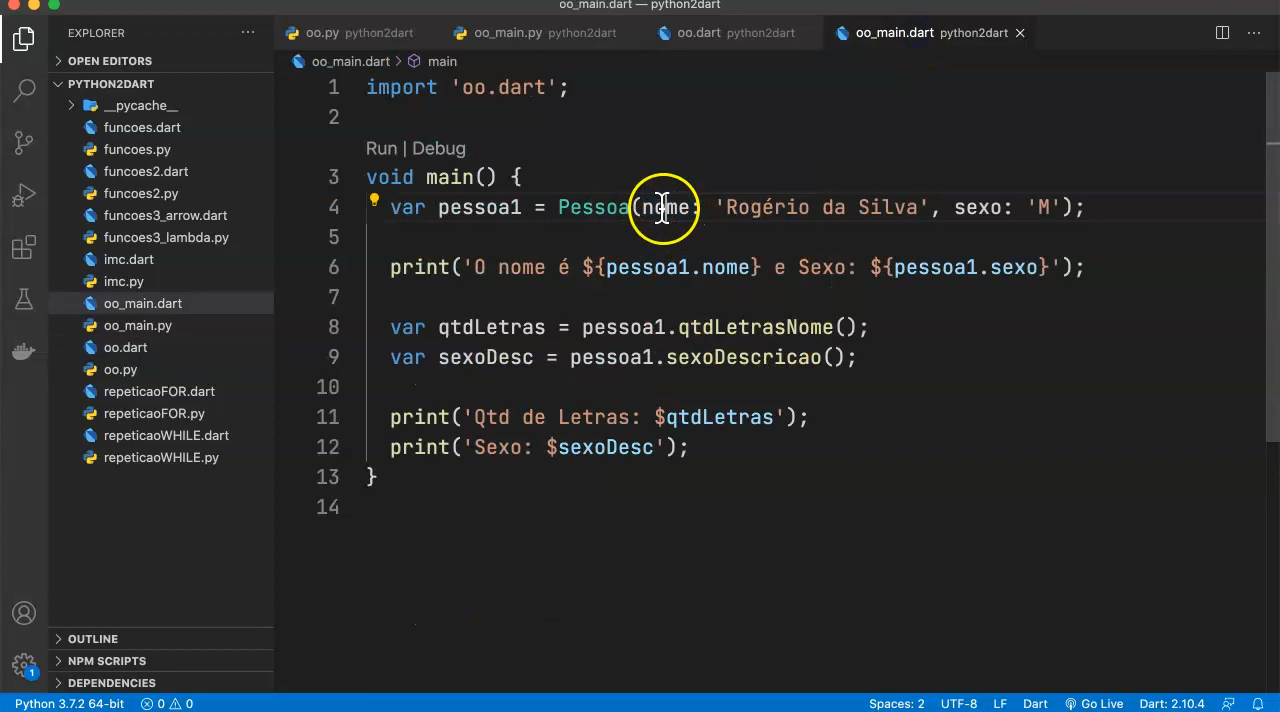 oo_main.dart — python2dart
EXPLORER
OPEN EDITORS
PYTHON2DART
__pycache__
funcoes.dart
funcoes.py
funcoes2.dart
funcoes2.py
funcoes3_arrow.dart
funcoes3_lambda.py
imc.dart
imc.py
oo_main.dart
oo_main.py
oo.dart
oo.py
repeticaoFOR.dart
repeticaoFOR.py
repeticaoWHILE.dart
repeticaoWHILE.py
OUTLINE
NPM SCRIPTS
DEPENDENCIES
1
oo.py python2dart
oo_main.py python2dart
oo.dart python2dart
oo_main.dart python2dart
oo_main.dart > main
1 import 'oo.dart';
2
Run | Debug
3 void main() {
4 var pessoa1 = Pessoa(nome: 'Rogério da Silva', sexo: 'M');
5
6 print('O nome é ${pessoa1.nome} e Sexo: ${pessoa1.sexo}');
7
8 var qtdLetras = pessoa1.qtdLetrasNome();
9 var sexoDesc = pessoa1.sexoDescricao();
10
11 print('Qtd de Letras: $qtdLetras');
12 print('Sexo: $sexoDesc');
13 }
14
Python 3.7.2 64-bit 0 0 Spaces: 2 UTF-8 LF Dart Go Live Dart: 2.10.4